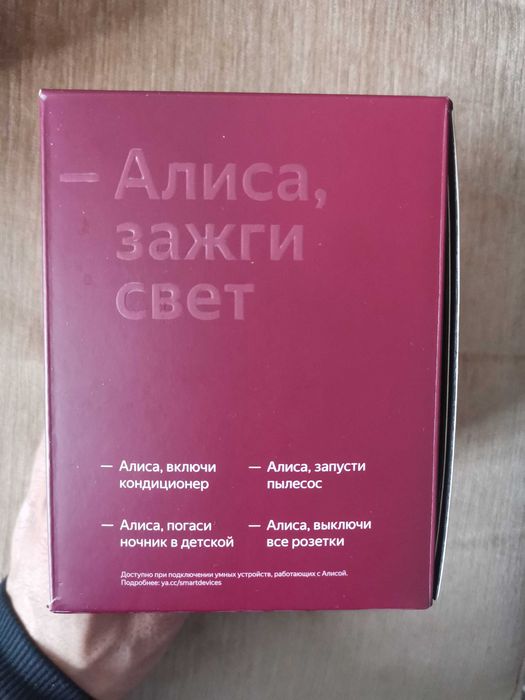 — Алиса,
зажги
свет
— Алиса, включи
кондиционер
— Алиса, запусти
пылесос
— Алиса, погаси
ночник в детской
— Алиса, выключи
все розетки
Доступно при подключении умных устройств, работающих с Алисой.
Подробнее: ya.cc/smartdevices